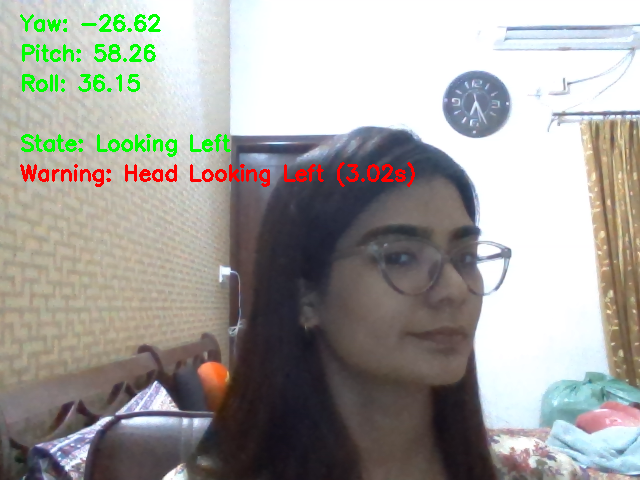 Yaw: -26.62
Pitch: 58.26
Roll: 36.15
State: Looking Left
Warning: Head Looking Left (3.02s)